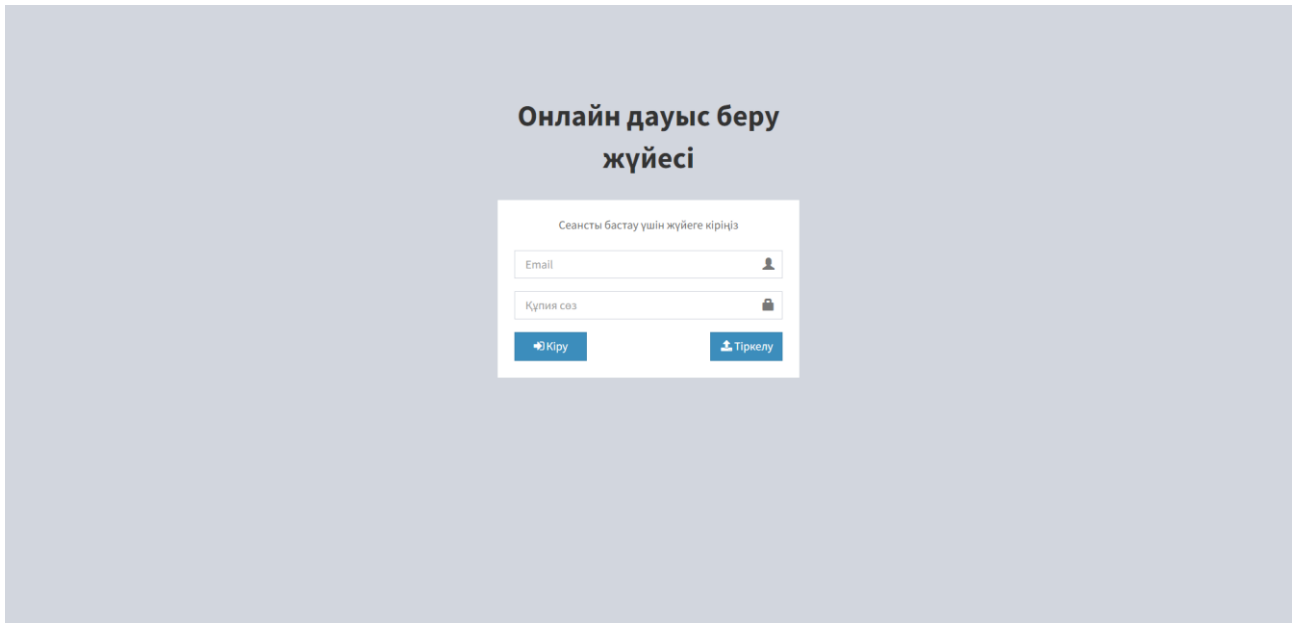 Онлайн дауыс беру
жүйесі
Сеансты бастау үшін жүйеге кіріңіз
Email
Құпия сөз
Кіру
Тіркелу